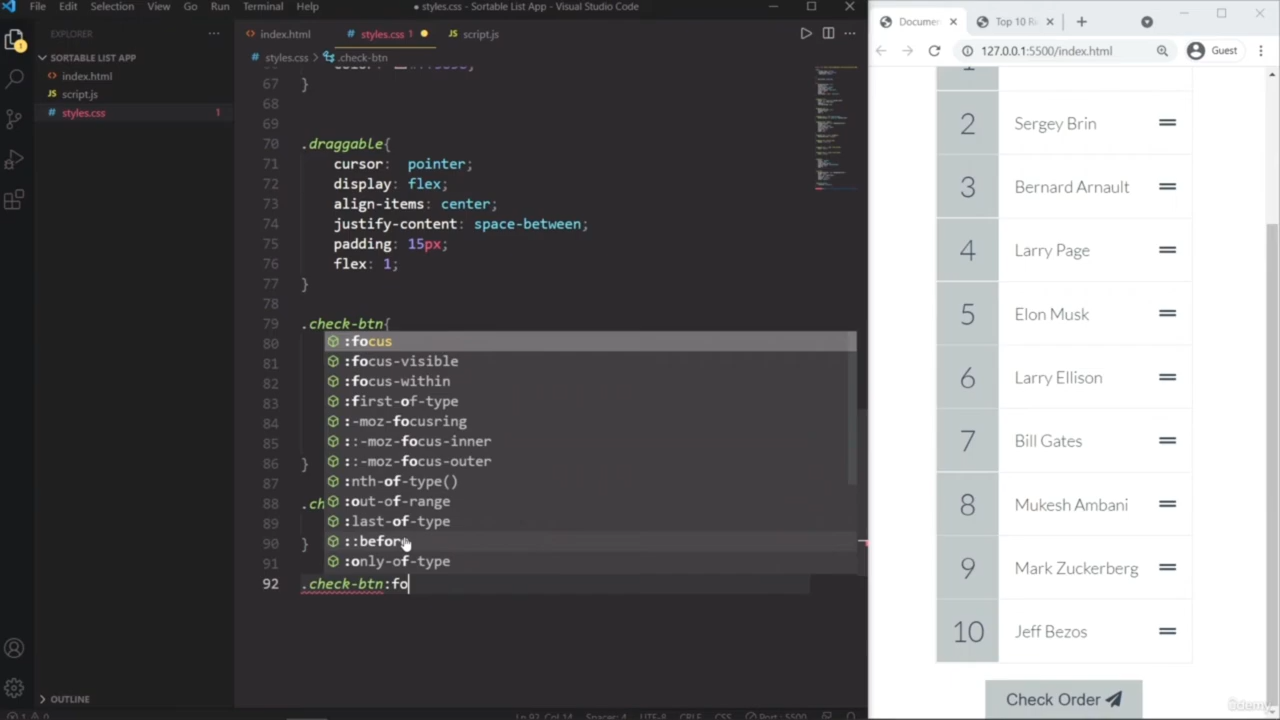 File Edit Selection View Go Run Terminal Help
● styles.css - Sortable List App - Visual Studio Code
EXPLORER
SORTABLE LIST APP
index.html
script.js
styles.css 1
OUTLINE
index.html
styles.css 1
script.js
styles.css > .check-btn
67 }
68
69
70 .draggable{
71 cursor: pointer;
72 display: flex;
73 align-items: center;
74 justify-content: space-between;
75 padding: 15px;
76 flex: 1;
77 }
78
79 .check-btn{
80 :focus
81 :focus-visible
82 :focus-within
83 :first-of-type
84 :-moz-focusring
85 ::-moz-focus-inner
86 } ::-moz-focus-outer
87 :nth-of-type()
88 .ch :out-of-range
89 :last-of-type
90 } ::before
91 :only-of-type
92 .check-btn:fo
Documen
Top 10 Ri
127.0.0.1:5500/index.html
Guest
2 Sergey Brin
3 Bernard Arnault
4 Larry Page
5 Elon Musk
6 Larry Ellison
7 Bill Gates
8 Mukesh Ambani
9 Mark Zuckerberg
10 Jeff Bezos
Check Order